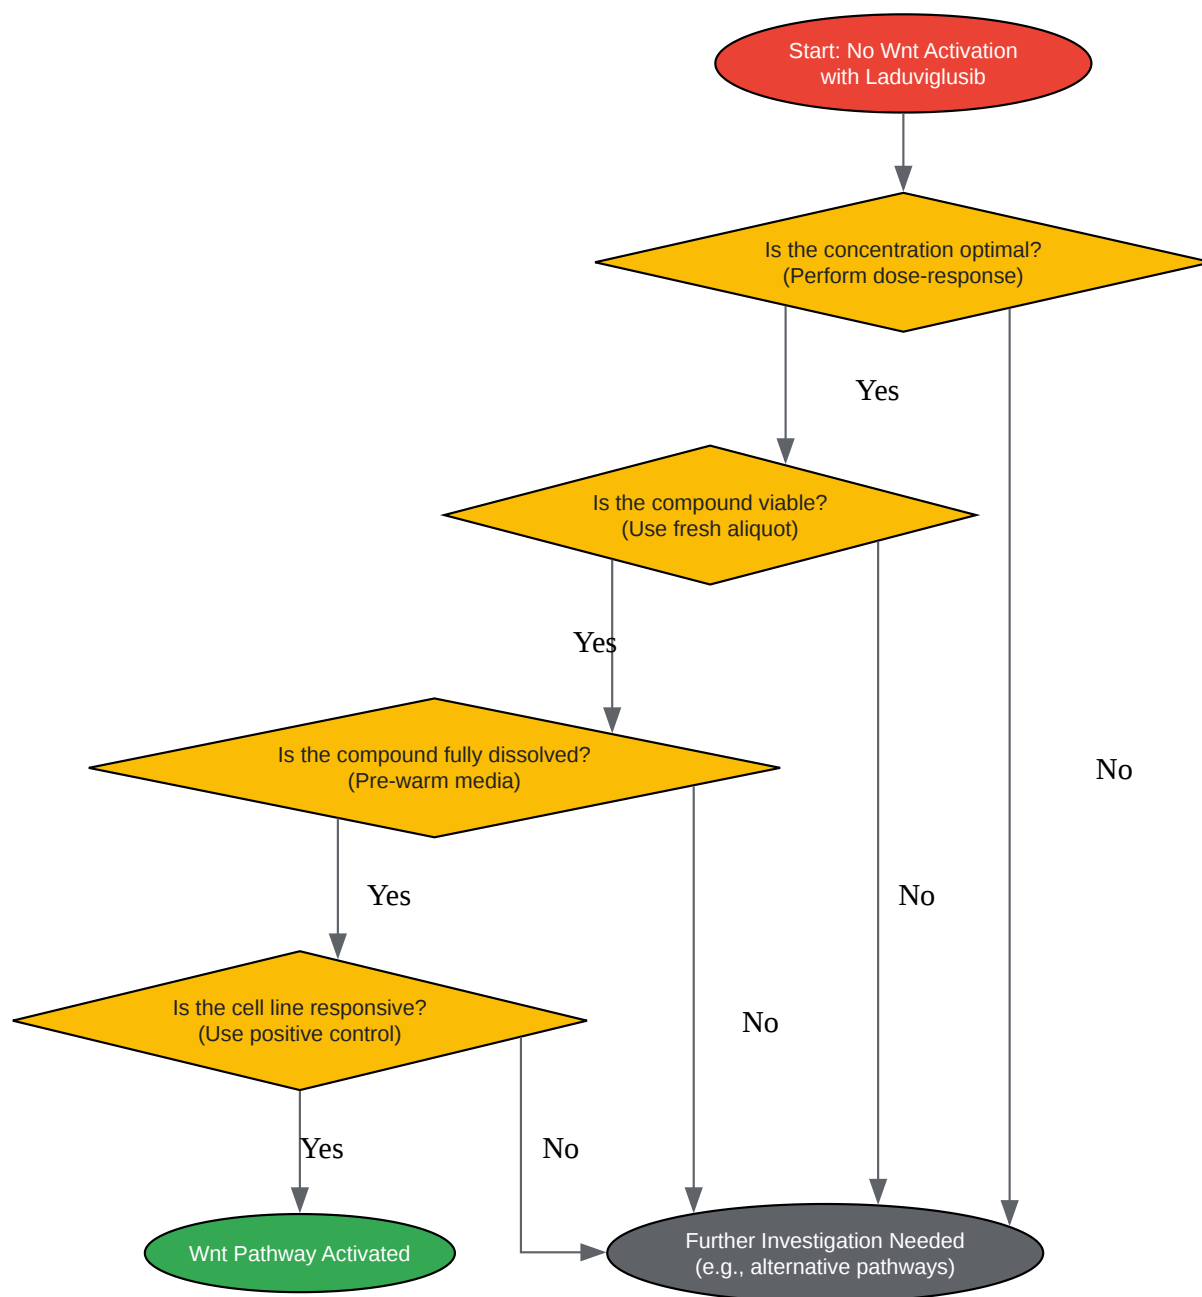 Start: No Wnt Activation
with Laduviglusib
Is the concentration optimal?
(Perform dose-response)
Yes
Is the compound viable?
(Use fresh aliquot)
Yes
Is the compound fully dissolved?
(Pre-warm media)
No
Yes
No
Is the cell line responsive?
(Use positive control)
No
Yes
No
Wnt Pathway Activated
Further Investigation Needed
(e.g., alternative pathways)